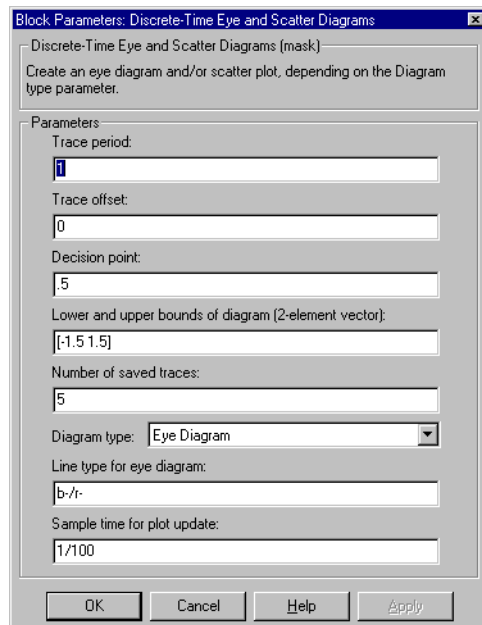 Block Parameters: Discrete-Time Eye and Scatter Diagrams
Discrete-Time Eye and Scatter Diagrams (mask)
Create an eye diagram and/or scatter plot, depending on the Diagram
type parameter.
Parameters
Trace period:
1
Trace offset:
0
Decision point:
.5
Lower and upper bounds of diagram (2-element vector):
[-1.5 1.5]
Number of saved traces:
5
Diagram type: Eye Diagram
Line type for eye diagram:
b-/r-
Sample time for plot update:
1/100
OK Cancel Help Apply